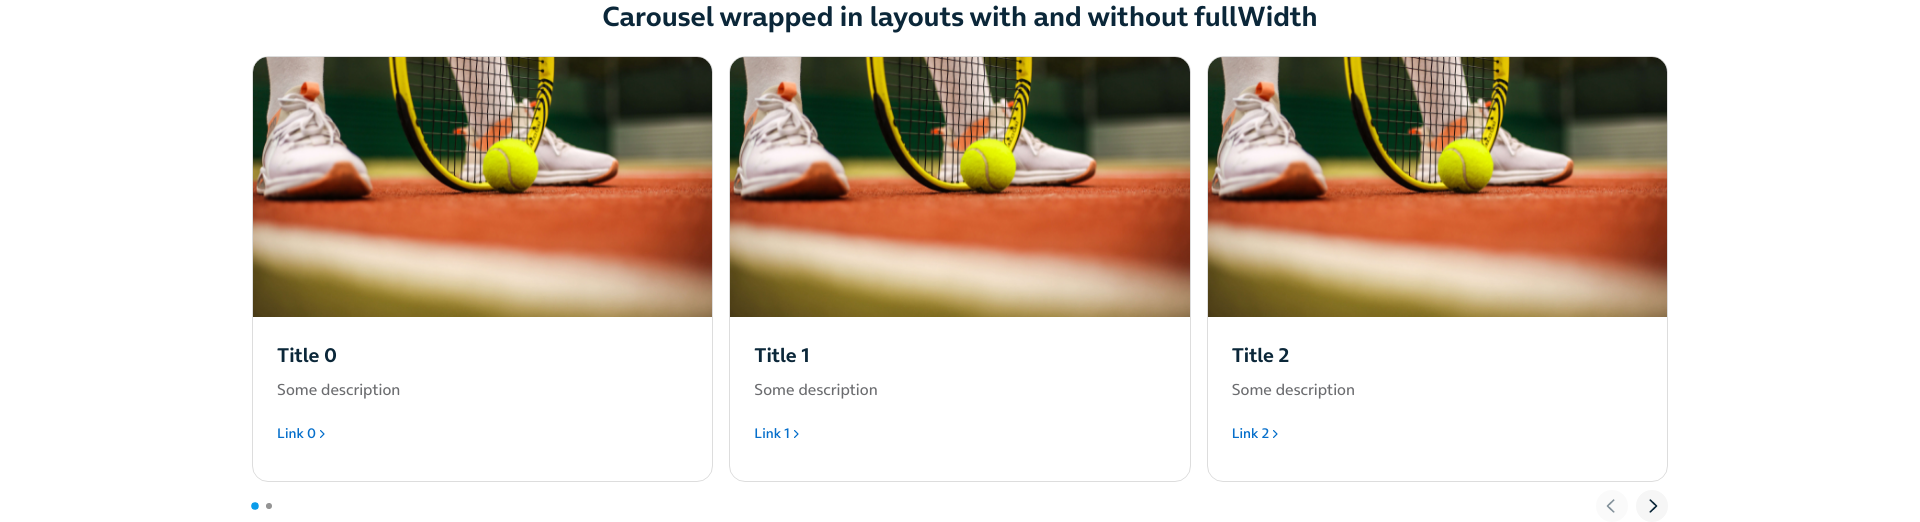 Carousel wrapped in layouts with and without fullWidth
Title 0
Some description
Link 0
Title 1
Some description
Link 1
Title 2
Some description
Link 2